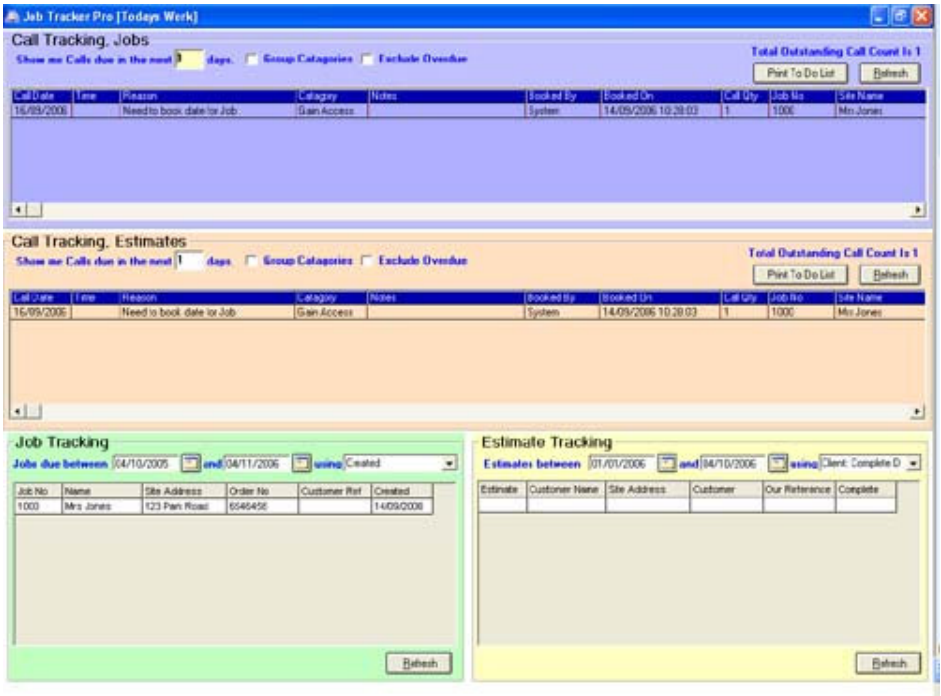 Job Tracker Pro [Todays Work]
Call Tracking, Jobs
Show me Calls due in the next days. Group Catagories Exclude Overdue
Total Outstanding Call Count Is 1
Print To Do List Refresh
Call Date Time Reason Catagory Notes Booked By Booked On Call Qty Job No Site Name
16/09/2006 Need to book date for Job Gain Access System 14/09/2006 10:28:03 1 1000 Mrs Jones
Call Tracking, Estimates
Show me Calls due in the next 1 days. Group Catagories Exclude Overdue
Total Outstanding Call Count Is 1
Print To Do List Refresh
Call Date Time Reason Catagory Notes Booked By Booked On Call Qty Job No Site Name
16/09/2006 Need to book date for Job Gain Access System 14/09/2006 10:28:03 1 1000 Mrs Jones
Job Tracking
Jobs due between 04/10/2005 and 04/11/2006 using Created
Job No Name Site Address Order No Customer Ref Created
1000 Mrs Jones 123 Park Road 6546456 14/09/2006
Refresh
Estimate Tracking
Estimates between 01/01/2006 and 04/10/2006 using Client: Complete D
Estimate Customer Name Site Address Customer Our Reference Complete
Refresh